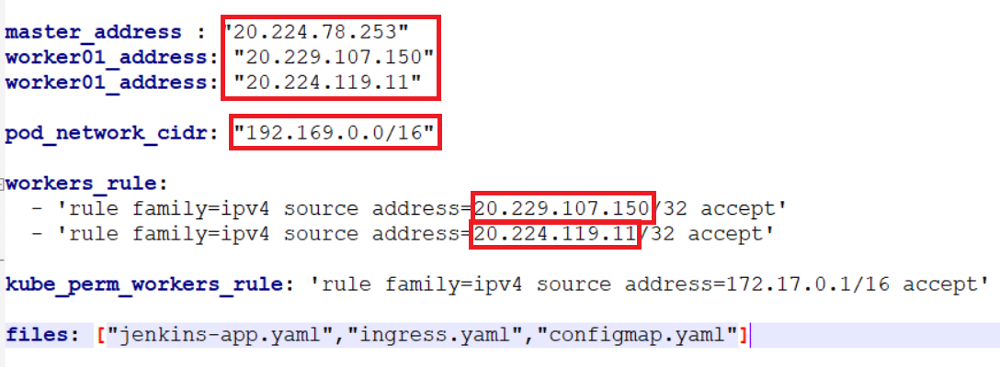 master_address : "20.224.78.253"
worker01_address: "20.229.107.150"
worker01_address: "20.224.119.11"
pod_network_cidr: "192.169.0.0/16"
workers_rule:
- 'rule family=ipv4 source address=20.229.107.150/32 accept'
- 'rule family=ipv4 source address=20.224.119.11/32 accept'
kube_perm_workers_rule: 'rule family=ipv4 source address=172.17.0.1/16 accept'
files: ["jenkins-app.yaml","ingress.yaml","configmap.yaml"]